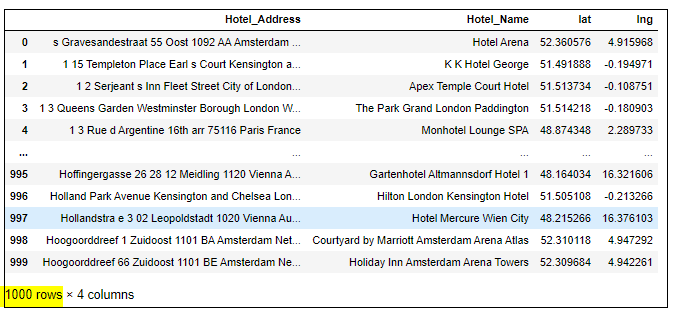 Hotel_Address Hotel_Name lat lng
0 s Gravesandestraat 55 Oost 1092 AA Amsterdam ... Hotel Arena 52.360576 4.915968
1 1 15 Templeton Place Earl s Court Kensington a... K K Hotel George 51.491888 -0.194971
2 1 2 Serjeant s Inn Fleet Street City of London... Apex Temple Court Hotel 51.513734 -0.108751
3 1 3 Queens Garden Westminster Borough London W... The Park Grand London Paddington 51.514218 -0.180903
4 1 3 Rue d Argentine 16th arr 75116 Paris France Monhotel Lounge SPA 48.874348 2.289733
... ... ... ... ...
995 Hoffingergasse 26 28 12 Meidling 1120 Vienna A... Gartenhotel Altmannsdorf Hotel 1 48.164034 16.321606
996 Holland Park Avenue Kensington and Chelsea Lon... Hilton London Kensington Hotel 51.505108 -0.213266
997 Hollandstra e 3 02 Leopoldstadt 1020 Vienna Au... Hotel Mercure Wien City 48.215266 16.376103
998 Hoogoorddreef 1 Zuidoost 1101 BA Amsterdam Net... Courtyard by Marriott Amsterdam Arena Atlas 52.310118 4.947292
999 Hoogoorddreef 66 Zuidoost 1101 BE Amsterdam Ne... Holiday Inn Amsterdam Arena Towers 52.309684 4.942261
1000 rows × 4 columns